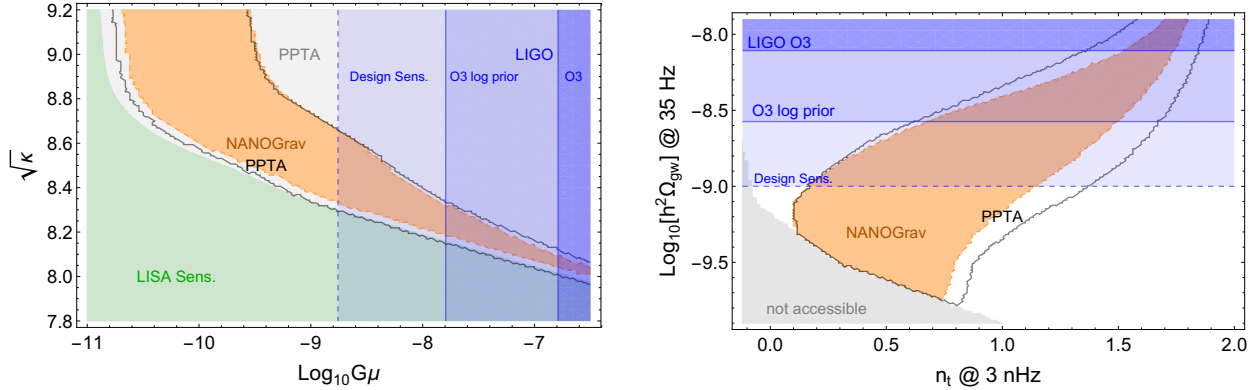 9.2
9.0
8.8
8.6
8.4
8.2
8.0
7.8
√κ
PPTA
LIGO
Design Sens.
O3 log prior
O3
NANOGrav
PPTA
LISA Sens.
−11
−10
−9
−8
−7
Log₁₀Gμ
−8.0
−8.5
−9.0
−9.5
Log₁₀[h²Ω_gw] @ 35 Hz
LIGO O3
O3 log prior
Design Sens.
PPTA
NANOGrav
not accessible
0.0
0.5
1.0
1.5
2.0
n_t @ 3 nHz